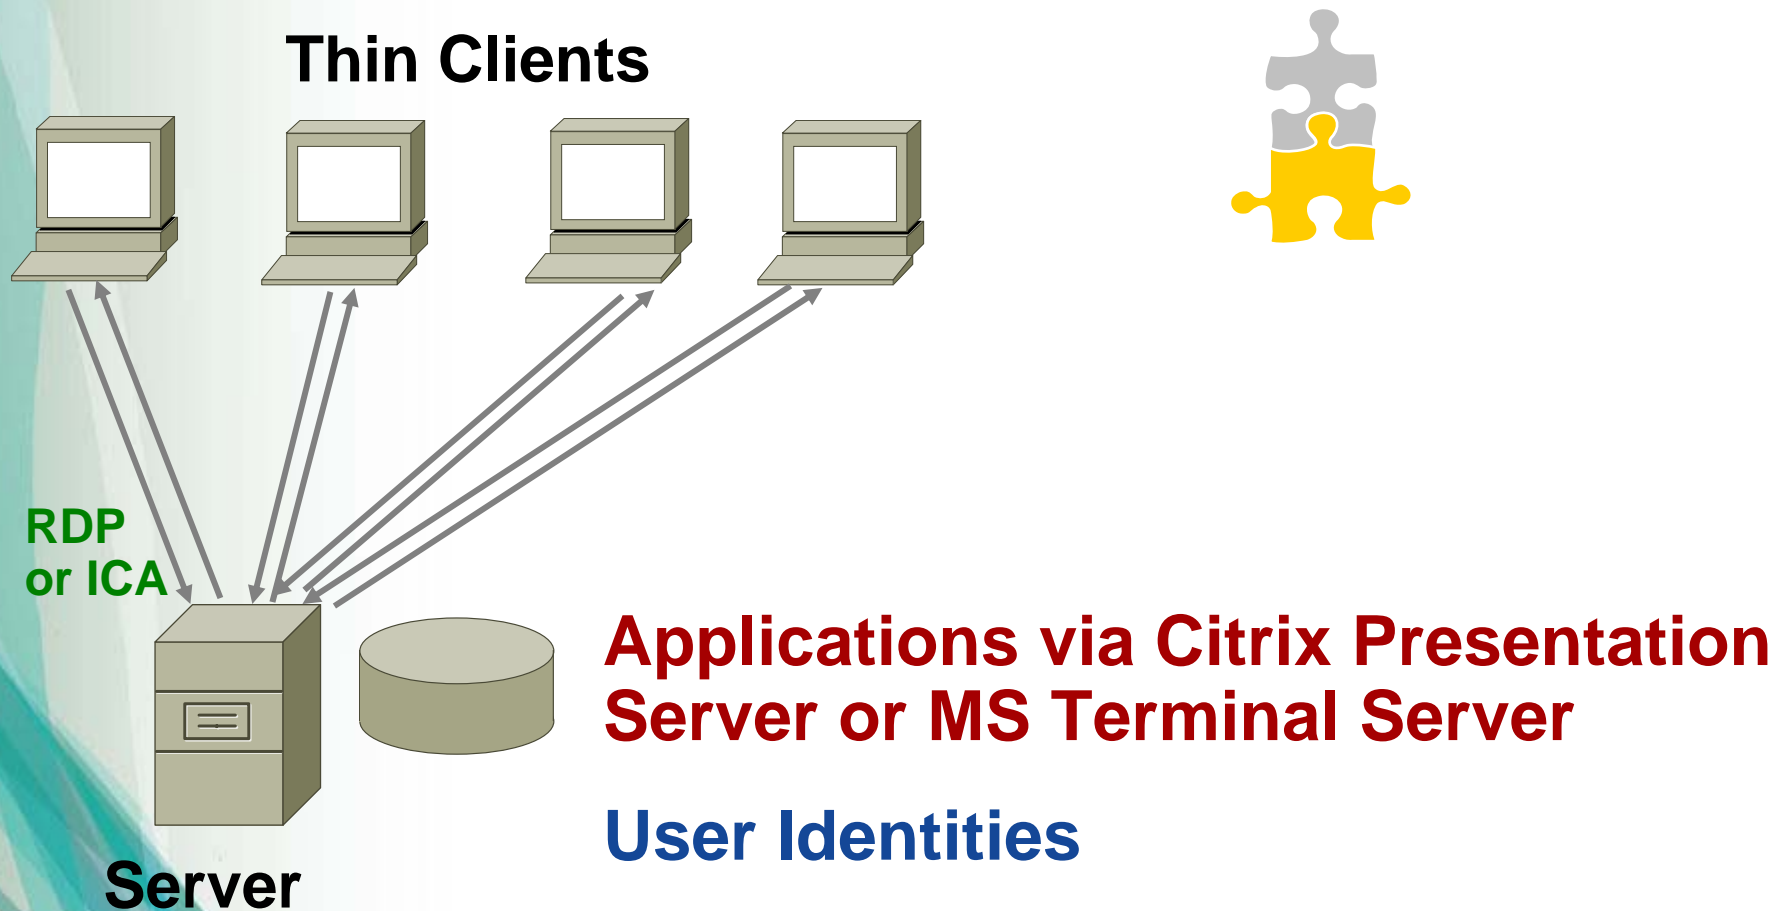 Thin Clients
RDP
or ICA
Applications via Citrix Presentation
Server or MS Terminal Server
User Identities
Server